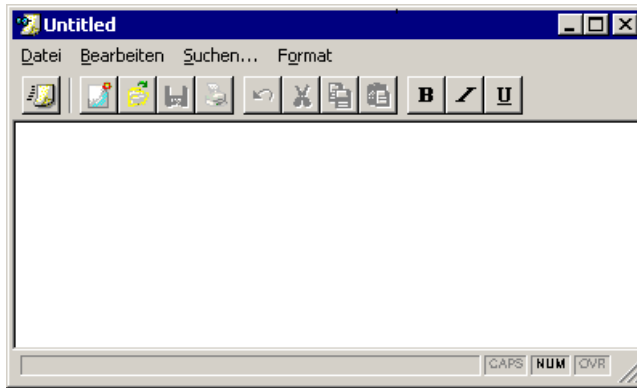 Untitled
Datei Bearbeiten Suchen... Format
B I U
CAPS NUM OVR